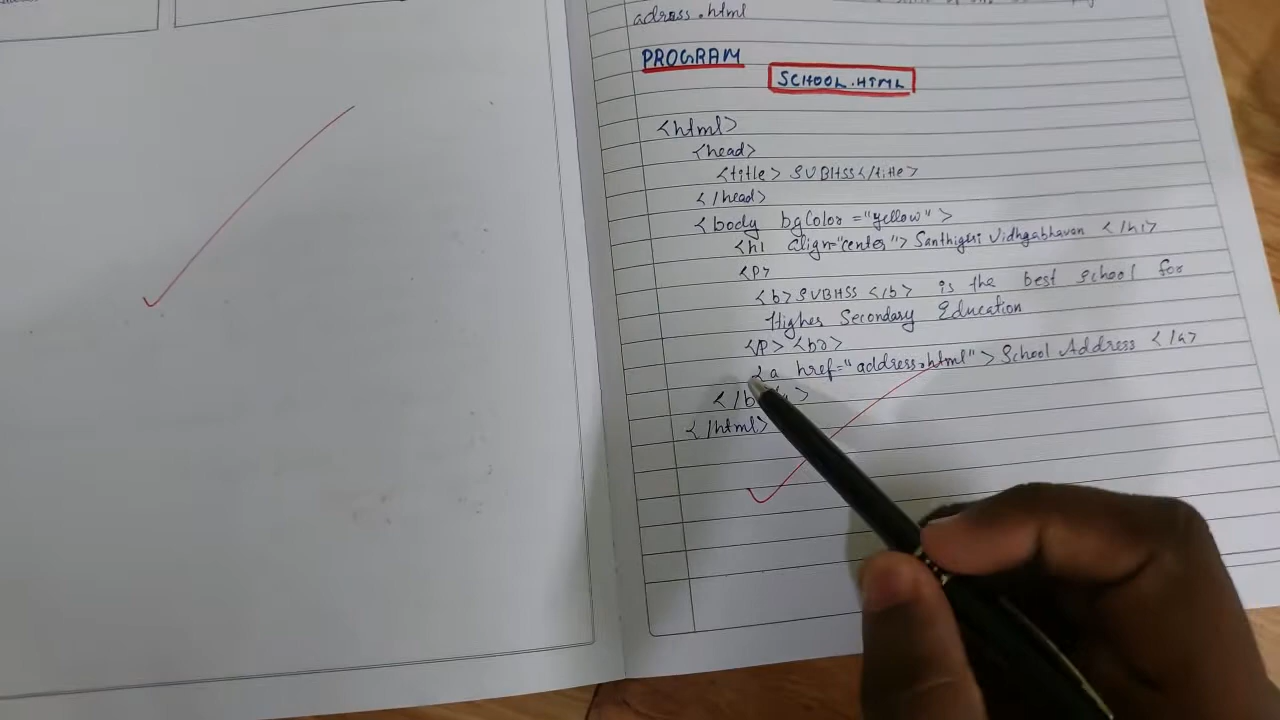 adress.html
PROGRAM
SCHOOL.HTML
<html>
<head>
<title> SVBHSS</title>
</head>
<body bgColor ="yellow">
<h1 align="center"> Santhigiri Vidhyabhavan </h1>
<P>
<b> SVBHSS </b> is the best school for
Higher Secondary Education
</P> <br>
<a href="address.html"> School Address </a>
</body>
</html>